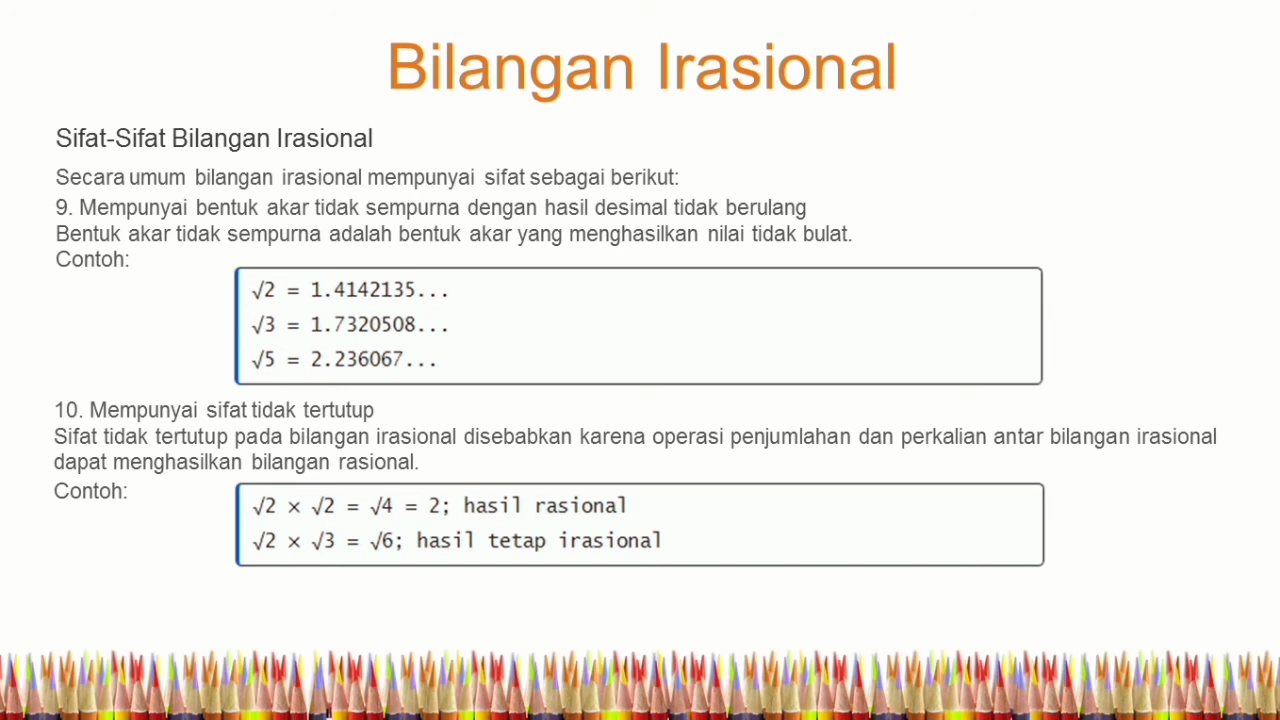 Bilangan Irasional
Sifat-Sifat Bilangan Irasional
Secara umum bilangan irasional mempunyai sifat sebagai berikut:
9. Mempunyai bentuk akar tidak sempurna dengan hasil desimal tidak berulang
Bentuk akar tidak sempurna adalah bentuk akar yang menghasilkan nilai tidak bulat.
Contoh:
√2 = 1.4142135...
√3 = 1.7320508...
√5 = 2.236067...
10. Mempunyai sifat tidak tertutup
Sifat tidak tertutup pada bilangan irasional disebabkan karena operasi penjumlahan dan perkalian antar bilangan irasional
dapat menghasilkan bilangan rasional.
Contoh:
√2 × √2 = √4 = 2; hasil rasional
√2 × √3 = √6; hasil tetap irasional